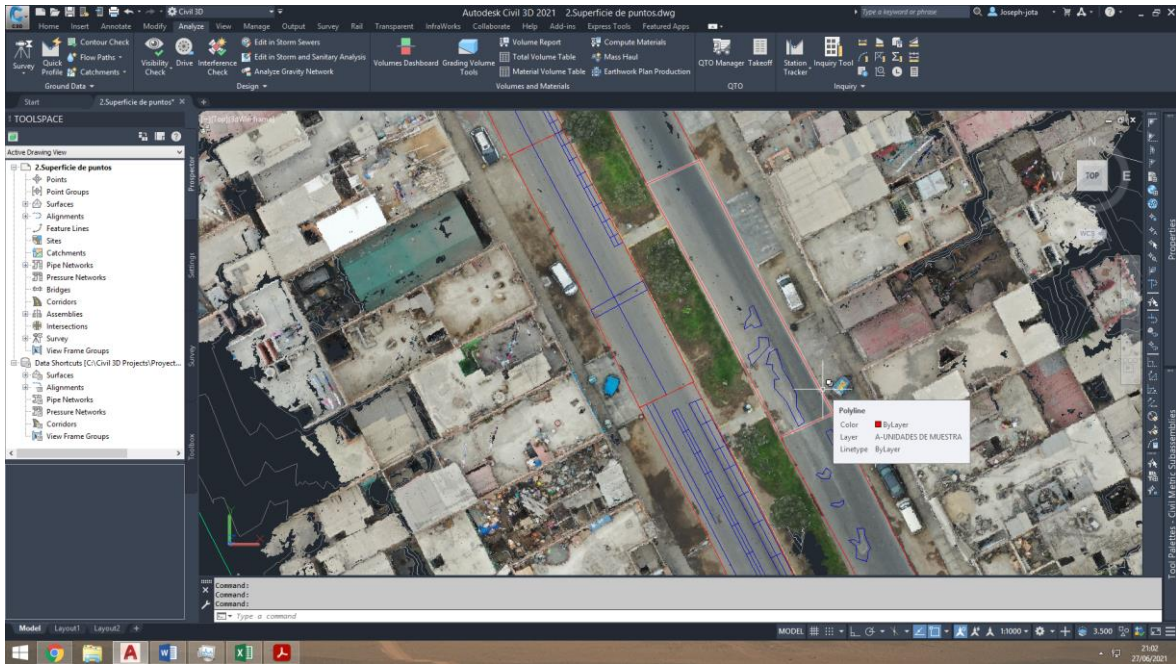 Civil 3D
Autodesk Civil 3D 2021 2.Superficie de puntos.dwg
Type a keyword or phrase
Joseph-jota
Home Insert Annotate Modify Analyze View Manage Output Survey Rail Transparent InfraWorks Collaborate Help Add-ins Express Tools Featured Apps
Survey
Quick Profile
Contour Check
Flow Paths
Catchments
Ground Data
Visibility Check
Drive
Interference Check
Edit in Storm Sewers
Edit in Storm and Sanitary Analysis
Analyze Gravity Network
Design
Volumes Dashboard
Grading Volume Tools
Volume Report
Total Volume Table
Material Volume Table
Compute Materials
Mass Haul
Earthwork Plan Production
Volumes and Materials
QTO Manager
Takeoff
QTO
Station Tracker
Inquiry Tool
Inquiry
Start
2.Superficie de puntos*
TOOLSPACE
Active Drawing View
2.Superficie de puntos
Points
Point Groups
Surfaces
Alignments
Feature Lines
Sites
Catchments
Pipe Networks
Pressure Networks
Bridges
Corridors
Assemblies
Intersections
Survey
View Frame Groups
Data Shortcuts [C:\Civil 3D Projects\Proyect...
Surfaces
Alignments
Pipe Networks
Pressure Networks
Corridors
View Frame Groups
Prospector
Settings
Survey
Toolbox
N
W
TOP
E
WCS
Polyline
Color ByLayer
Layer A-UNIDADES DE MUESTRA
Linetype ByLayer
Properties
Tool Palettes - Civil Metric Subassemblies
Command:
Command:
Command:
Type a command
Model Layout1 Layout2 +
MODEL
1:1000
3.500
21:02
27/06/2021